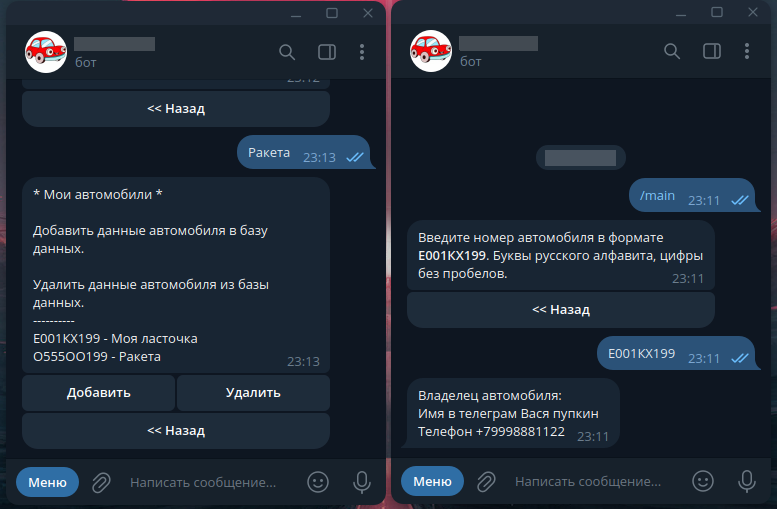 бот
23:12
<< Назад
Ракета 23:13
* Мои автомобили *
Добавить данные автомобиля в базу
данных.
Удалить данные автомобиля из базы
данных.
----------
Е001КХ199 - Моя ласточка
О555ОО199 - Ракета
23:13
Добавить Удалить
<< Назад
Меню Написать сообщение...
бот
/main 23:11
Введите номер автомобиля в формате
Е001КХ199. Буквы русского алфавита, цифры
без пробелов.
23:11
<< Назад
Е001КХ199 23:11
Владелец автомобиля:
Имя в телеграм Вася пупкин
Телефон +79998881122 23:11
Меню Написать сообщение...